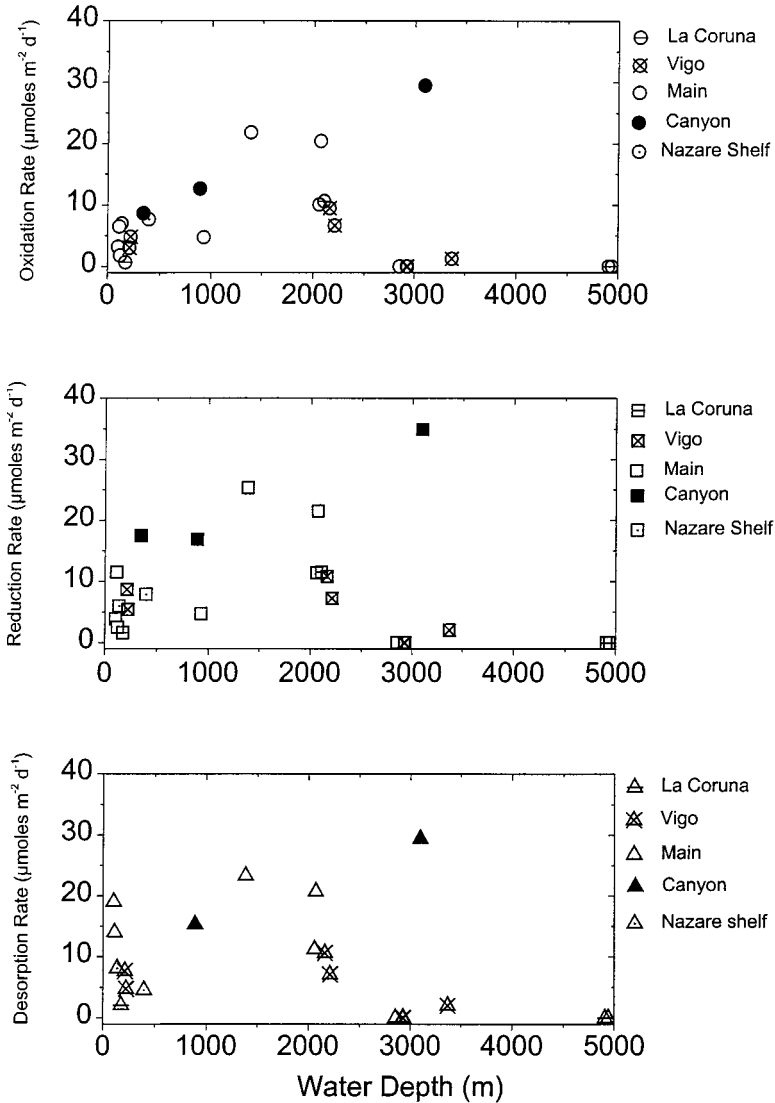 40
30
20
10
0
Oxidation Rate (µmoles m-2 d-1)
0 1000 2000 3000 4000 5000
La Coruna
Vigo
Main
Canyon
Nazare Shelf
40
30
20
10
0
Reduction Rate (µmoles m-2 d-1)
0 1000 2000 3000 4000 5000
La Coruna
Vigo
Main
Canyon
Nazare Shelf
40
30
20
10
0
Desorption Rate (µmoles m-2 d-1)
0 1000 2000 3000 4000 5000
La Coruna
Vigo
Main
Canyon
Nazare shelf
Water Depth (m)